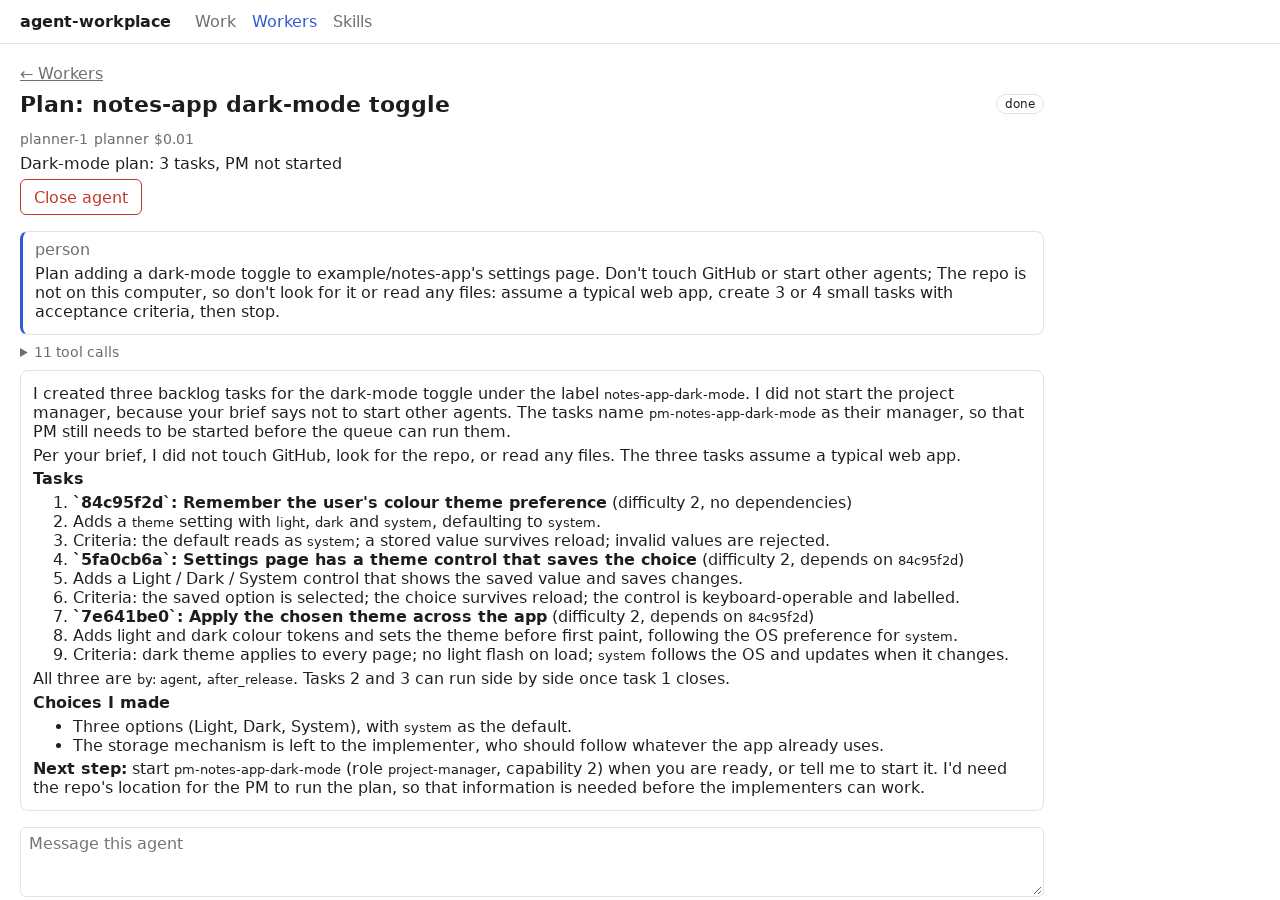 agent-workplace Work Workers Skills
← Workers
Plan: notes-app dark-mode toggle
done
planner-1 planner $0.01
Dark-mode plan: 3 tasks, PM not started
Close agent
person
Plan adding a dark-mode toggle to example/notes-app's settings page. Don't touch GitHub or start other agents; The repo is
not on this computer, so don't look for it or read any files: assume a typical web app, create 3 or 4 small tasks with
acceptance criteria, then stop.
▶ 11 tool calls
I created three backlog tasks for the dark-mode toggle under the label notes-app-dark-mode. I did not start the project
manager, because your brief says not to start other agents. The tasks name pm-notes-app-dark-mode as their manager, so that
PM still needs to be started before the queue can run them.
Per your brief, I did not touch GitHub, look for the repo, or read any files. The three tasks assume a typical web app.
Tasks
1. `84c95f2d`: Remember the user's colour theme preference (difficulty 2, no dependencies)
2. Adds a theme setting with light, dark and system, defaulting to system.
3. Criteria: the default reads as system; a stored value survives reload; invalid values are rejected.
4. `5fa0cb6a`: Settings page has a theme control that saves the choice (difficulty 2, depends on 84c95f2d)
5. Adds a Light / Dark / System control that shows the saved value and saves changes.
6. Criteria: the saved option is selected; the choice survives reload; the control is keyboard-operable and labelled.
7. `7e641be0`: Apply the chosen theme across the app (difficulty 2, depends on 84c95f2d)
8. Adds light and dark colour tokens and sets the theme before first paint, following the OS preference for system.
9. Criteria: dark theme applies to every page; no light flash on load; system follows the OS and updates when it changes.
All three are by: agent, after_release. Tasks 2 and 3 can run side by side once task 1 closes.
Choices I made
• Three options (Light, Dark, System), with system as the default.
• The storage mechanism is left to the implementer, who should follow whatever the app already uses.
Next step: start pm-notes-app-dark-mode (role project-manager, capability 2) when you are ready, or tell me to start it. I'd need
the repo's location for the PM to run the plan, so that information is needed before the implementers can work.
Message this agent